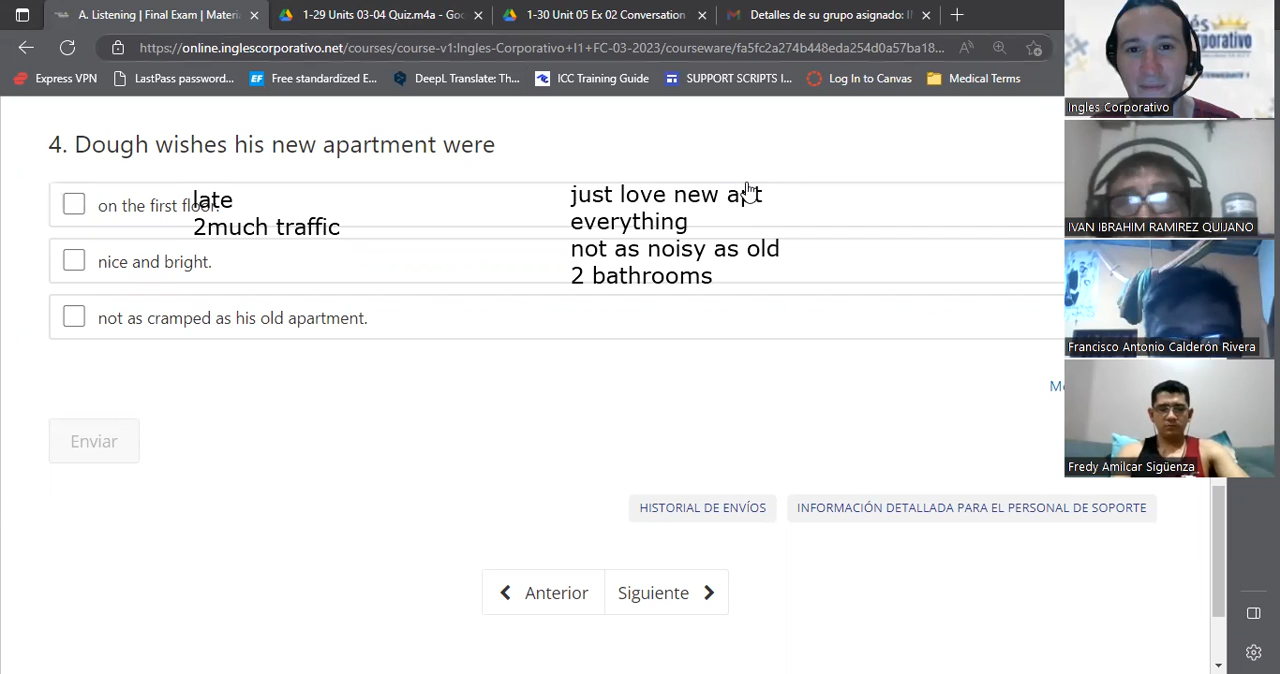 A. Listening | Final Exam | Materi
1-29 Units 03-04 Quiz.m4a - Goo
1-30 Unit 05 Ex 02 Conversation
Detalles de su grupo asignado: I
https://online.inglescorporativo.net/courses/course-v1:Ingles-Corporativo+I1+FC-03-2023/courseware/fa5fc2a274b448eda254d0a57ba18...
Express VPN
LastPass password...
Free standardized E...
DeepL Translate: Th...
ICC Training Guide
SUPPORT SCRIPTS I...
Log In to Canvas
Medical Terms
4. Dough wishes his new apartment were
on the first floor.
late
2much traffic
just love new apt
everything
not as noisy as old
2 bathrooms
nice and bright.
not as cramped as his old apartment.
Enviar
HISTORIAL DE ENVÍOS
INFORMACIÓN DETALLADA PARA EL PERSONAL DE SOPORTE
Anterior
Siguiente
Ingles Corporativo
IVAN IBRAHIM RAMIREZ QUIJANO
Francisco Antonio Calderón Rivera
Fredy Amilcar Sigüenza